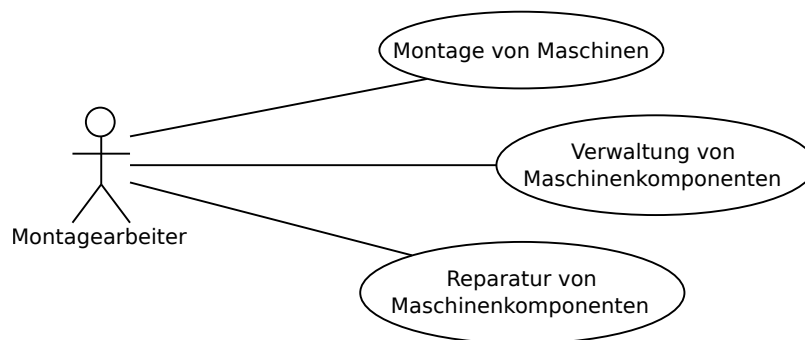 Montage von Maschinen
Verwaltung von
Maschinenkomponenten
Montagearbeiter
Reparatur von
Maschinenkomponenten